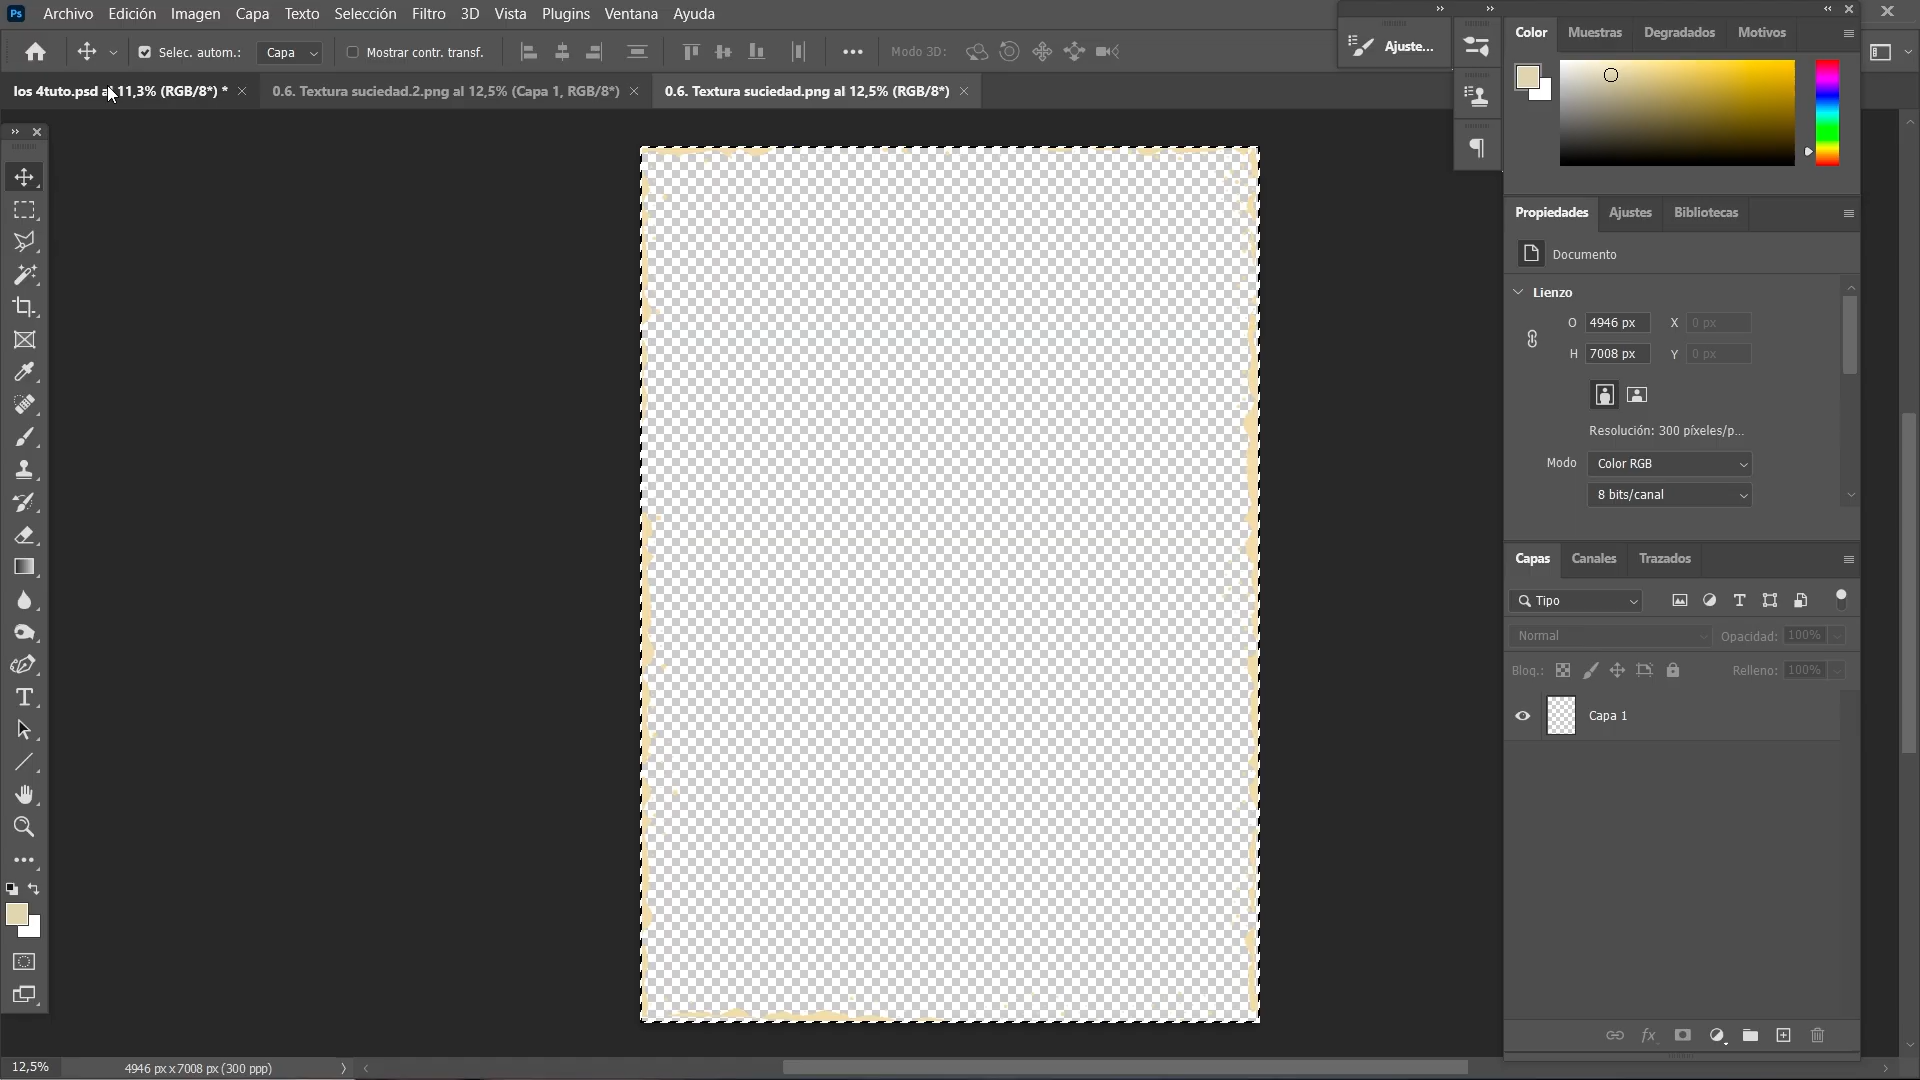 Ps Archivo Edición Imagen Capa Texto Selección Filtro 3D Vista Plugins Ventana Ayuda
Selec. autom.: Capa Mostrar contr. transf. Modo 3D:
Ajuste...
los 4tuto.psd al 11,3% (RGB/8*) * 0.6. Textura suciedad.2.png al 12,5% (Capa 1, RGB/8*) 0.6. Textura suciedad.png al 12,5% (RGB/8*)
Color Muestras Degradados Motivos
Propiedades Ajustes Bibliotecas
Documento
Lienzo
O 4946 px X 0 px
H 7008 px Y 0 px
Resolución: 300 píxeles/p...
Modo Color RGB
8 bits/canal
Capas Canales Trazados
Tipo
Normal Opacidad: 100%
Bloq.: Relleno: 100%
Capa 1
fx
12,5% 4946 px x 7008 px (300 ppp)